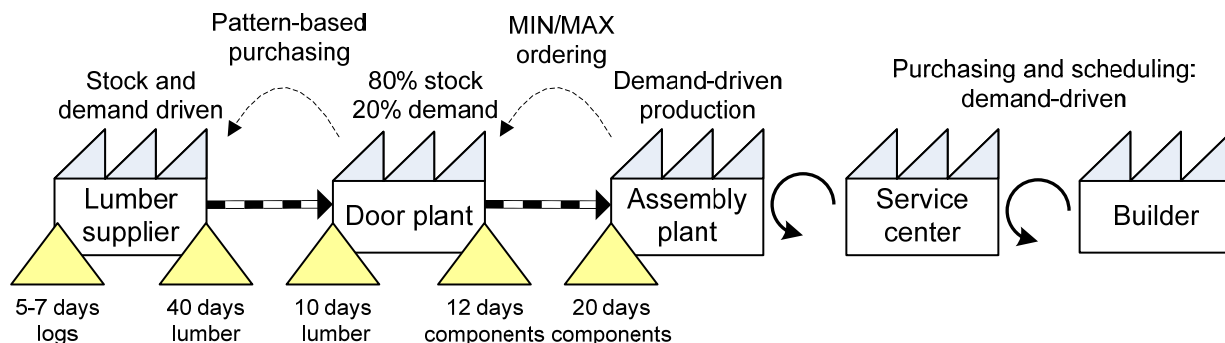 Pattern-based
purchasing
MIN/MAX
ordering
Stock and
demand driven
80% stock
20% demand
Demand-driven
production
Purchasing and scheduling:
demand-driven
Lumber
supplier
Door plant
Assembly
plant
Service
center
Builder
5-7 days
logs
40 days
lumber
10 days
lumber
12 days
components
20 days
components